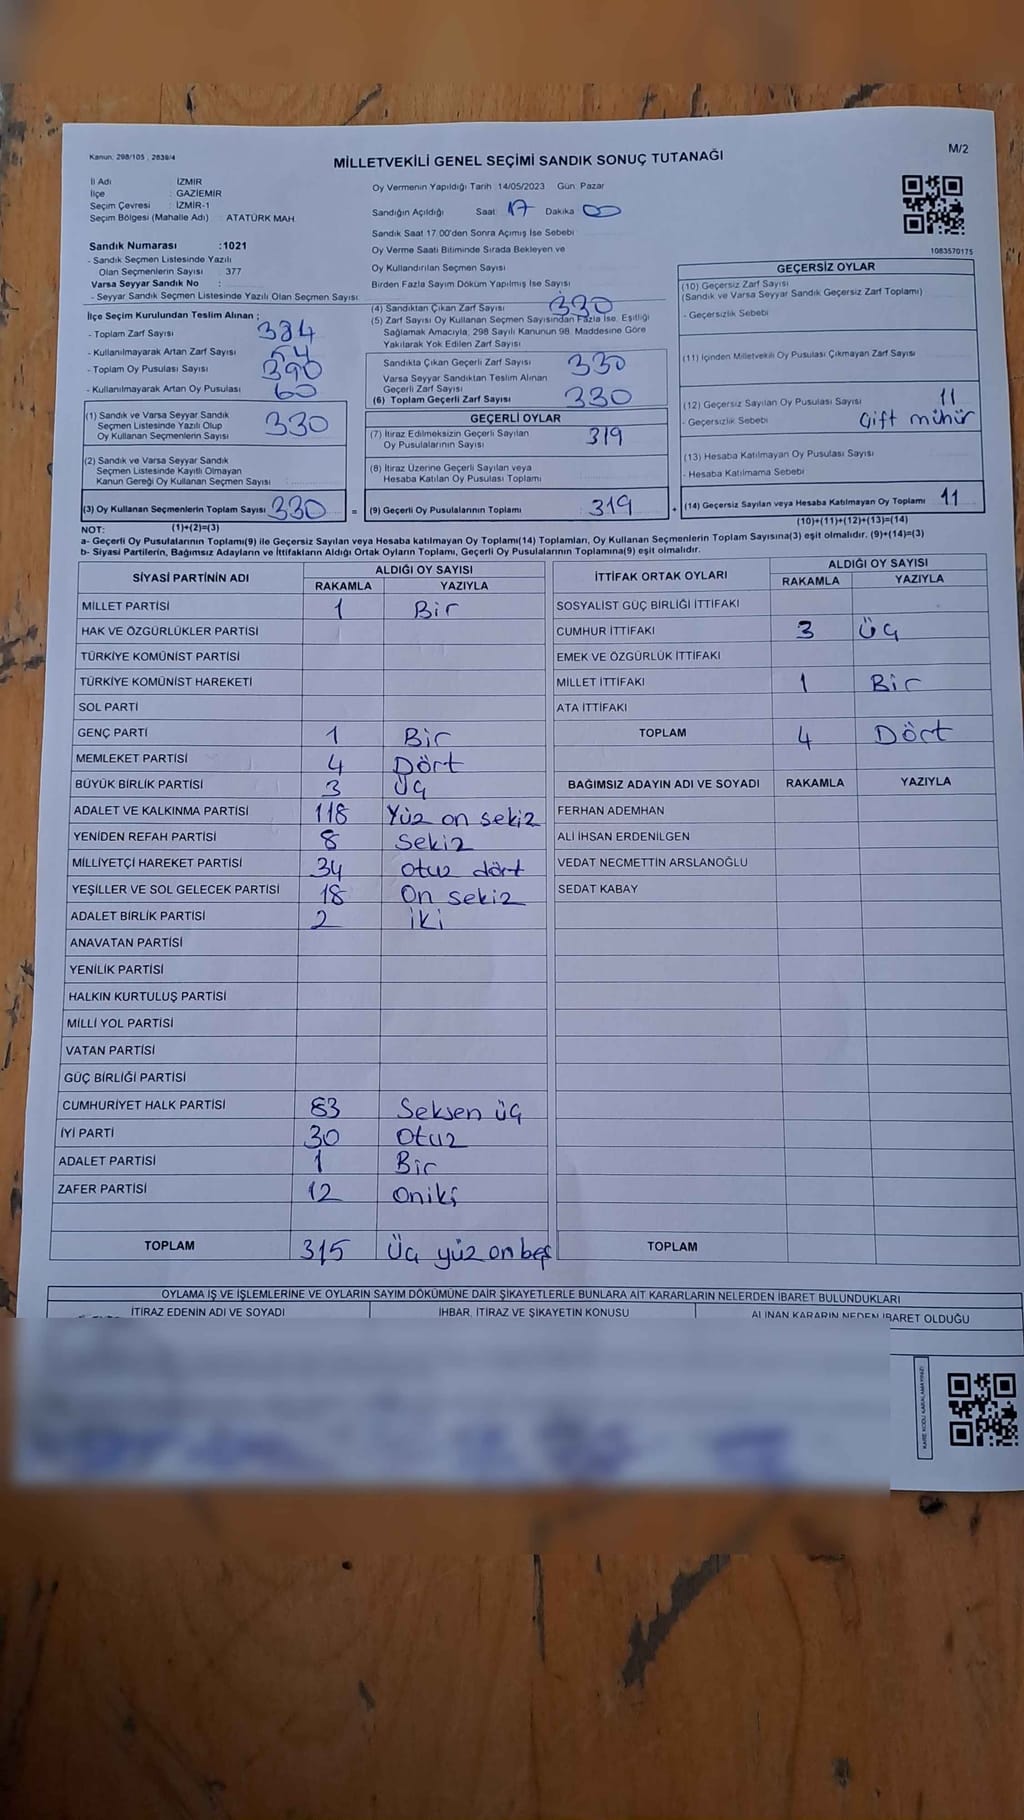 Kanun: 298/105 , 2839/4
MİLLETVEKİLİ GENEL SEÇİMİ SANDIK SONUÇ TUTANAĞI
M/2
İl Adı : İZMİR
İlçe : GAZİEMİR
Seçim Çevresi : İZMİR-1
Seçim Bölgesi (Mahalle Adı) : ATATÜRK MAH.
Sandık Numarası :1021
- Sandık Seçmen Listesinde Yazılı
Olan Seçmenlerin Sayısı : 377
Varsa Seyyar Sandık No :
- Seyyar Sandık Seçmen Listesinde Yazılı Olan Seçmen Sayısı:
Oy Vermenin Yapıldığı Tarih 14/05/2023 Gün: Pazar
Sandığın Açıldığı Saat: 17 Dakika 00
Sandık Saat 17.00'den Sonra Açımış İse Sebebi
Oy Verme Saati Bitiminde Sırada Bekleyen ve
Oy Kullandırılan Seçmen Sayısı
Birden Fazla Sayım Döküm Yapılmış İse Sayısı
1083570175
İlçe Seçim Kurulundan Teslim Alınan ;
- Toplam Zarf Sayısı 384
- Kullanılmayarak Artan Zarf Sayısı 54
- Toplam Oy Pusulası Sayısı 390
- Kullanılmayarak Artan Oy Pusulası 60
(1) Sandık ve Varsa Seyyar Sandık
Seçmen Listesinde Yazılı Olup
Oy Kullanan Seçmenlerin Sayısı 330
(2) Sandık ve Varsa Seyyar Sandık
Seçmen Listesinde Kayıtlı Olmayan
Kanun Gereği Oy Kullanan Seçmen Sayısı
(3) Oy Kullanan Seçmenlerin Toplam Sayısı 330 =
(4) Sandıktan Çıkan Zarf Sayısı 330
(5) Zarf Sayısı Oy Kullanan Seçmen Sayısından Fazla İse, Eşitliği
Sağlamak Amacıyla, 298 Sayılı Kanunun 98. Maddesine Göre
Yakılarak Yok Edilen Zarf Sayısı
Sandıkta Çıkan Geçerli Zarf Sayısı 330
Varsa Seyyar Sandıktan Teslim Alınan
Geçerli Zarf Sayısı
(6) Toplam Geçerli Zarf Sayısı 330
GEÇERLİ OYLAR
(7) İtiraz Edilmeksizin Geçerli Sayılan
Oy Pusulalarının Sayısı 319
(8) İtiraz Üzerine Geçerli Sayılan veya
Hesaba Katılan Oy Pusulası Toplamı
(9) Geçerli Oy Pusulalarının Toplamı 319 +
GEÇERSİZ OYLAR
(10) Geçersiz Zarf Sayısı
(Sandık ve Varsa Seyyar Sandık Geçersiz Zarf Toplamı)
- Geçersizlik Sebebi
(11) İçinden Milletvekili Oy Pusulası Çıkmayan Zarf Sayısı
(12) Geçersiz Sayılan Oy Pusulası Sayısı 11
- Geçersizlik Sebebi Çift mühür
(13) Hesaba Katılmayan Oy Pusulası Sayısı
- Hesaba Katılmama Sebebi
(14) Geçersiz Sayılan veya Hesaba Katılmayan Oy Toplamı 11
NOT: (1)+(2)=(3) (10)+(11)+(12)+(13)=(14)
a- Geçerli Oy Pusulalarının Toplamı(9) ile Geçersiz Sayılan veya Hesaba katılmayan Oy Toplamı(14) Toplamları, Oy Kullanan Seçmenlerin Toplam Sayısına(3) eşit olmalıdır. (9)+(14)=(3)
b- Siyasi Partilerin, Bağımsız Adayların ve İttifakların Aldığı Ortak Oyların Toplamı, Geçerli Oy Pusulalarının Toplamına(9) eşit olmalıdır.
SİYASİ PARTİNİN ADI ALDIĞI OY SAYISI
RAKAMLA YAZIYLA
MİLLET PARTİSİ 1 Bir
HAK VE ÖZGÜRLÜKLER PARTİSİ
TÜRKİYE KOMÜNİST PARTİSİ
TÜRKİYE KOMÜNİST HAREKETİ
SOL PARTİ
GENÇ PARTİ 1 Bir
MEMLEKET PARTİSİ 4 Dört
BÜYÜK BİRLİK PARTİSİ 3 Üç
ADALET VE KALKINMA PARTİSİ 118 Yüz on sekiz
YENİDEN REFAH PARTİSİ 8 Sekiz
MİLLİYETÇİ HAREKET PARTİSİ 34 otuz dört
YEŞİLLER VE SOL GELECEK PARTİSİ 18 On sekiz
ADALET BİRLİK PARTİSİ 2 iki
ANAVATAN PARTİSİ
YENİLİK PARTİSİ
HALKIN KURTULUŞ PARTİSİ
MİLLİ YOL PARTİSİ
VATAN PARTİSİ
GÜÇ BİRLİĞİ PARTİSİ
CUMHURİYET HALK PARTİSİ 83 Seksen üç
İYİ PARTİ 30 otuz
ADALET PARTİSİ 1 Bir
ZAFER PARTİSİ 12 oniki
TOPLAM 315 Üç yüz on beş
İTTİFAK ORTAK OYLARI ALDIĞI OY SAYISI
RAKAMLA YAZIYLA
SOSYALİST GÜÇ BİRLİĞİ İTTİFAKI
CUMHUR İTTİFAKI 3 Üç
EMEK VE ÖZGÜRLÜK İTTİFAKI
MİLLET İTTİFAKI 1 Bir
ATA İTTİFAKI
TOPLAM 4 Dört
BAĞIMSIZ ADAYIN ADI VE SOYADI RAKAMLA YAZIYLA
FERHAN ADEMHAN
ALİ İHSAN ERDENİLGEN
VEDAT NECMETTİN ARSLANOĞLU
SEDAT KABAY
TOPLAM
OYLAMA İŞ VE İŞLEMLERİNE VE OYLARIN SAYIM DÖKÜMÜNE DAİR ŞİKAYETLERLE BUNLARA AİT KARARLARIN NELERDEN İBARET BULUNDUKLARI
İTİRAZ EDENİN ADI VE SOYADI İHBAR, İTİRAZ VE ŞİKAYETİN KONUSU ALINAN KARARIN NEDEN İBARET OLDUĞU
KARE KODU KARALAMAYINIZ!